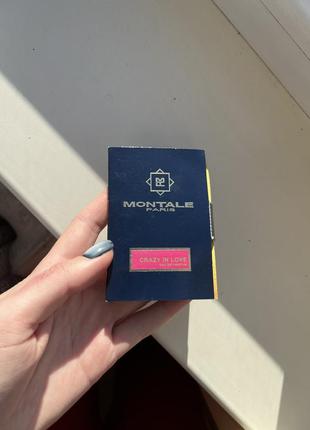 MONTALE
PARIS
CRAZY IN LOVE
EAU DE PARFUM